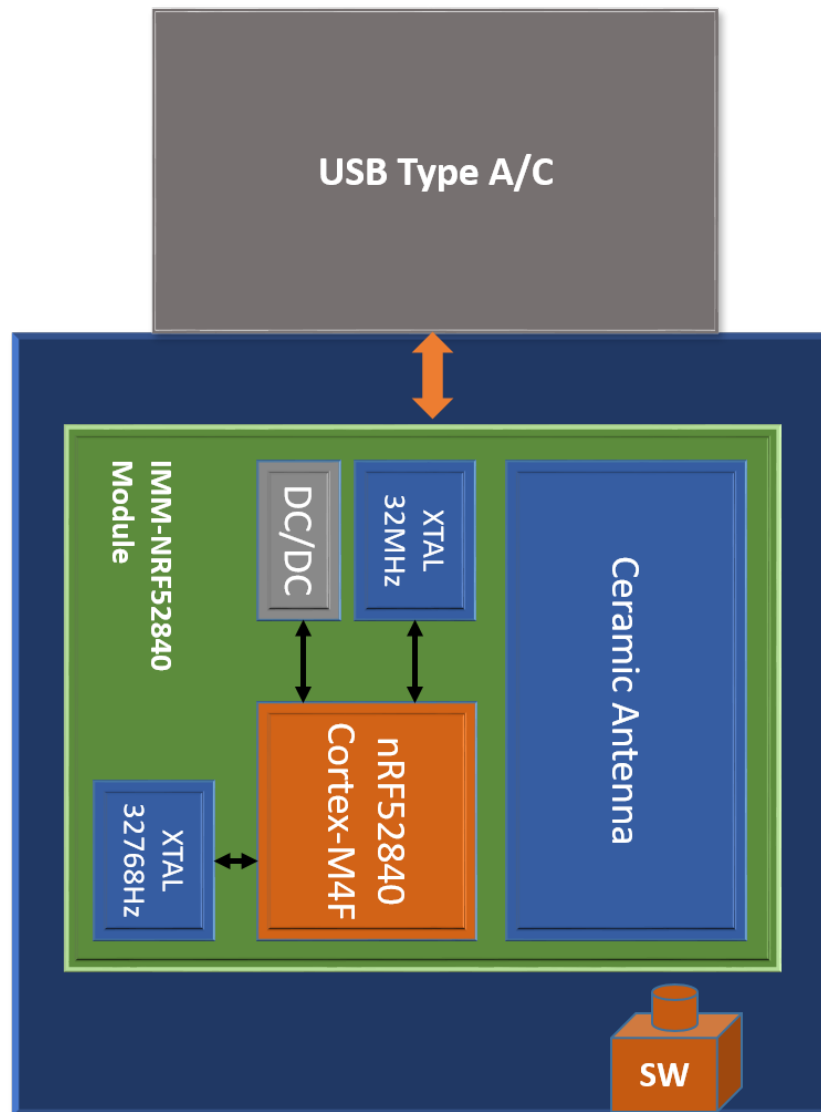 USB Type A/C
IMM-NRF52840
Module
DC/DC
XTAL
32MHz
Ceramic Antenna
nRF52840
Cortex-M4F
XTAL
32768Hz
SW